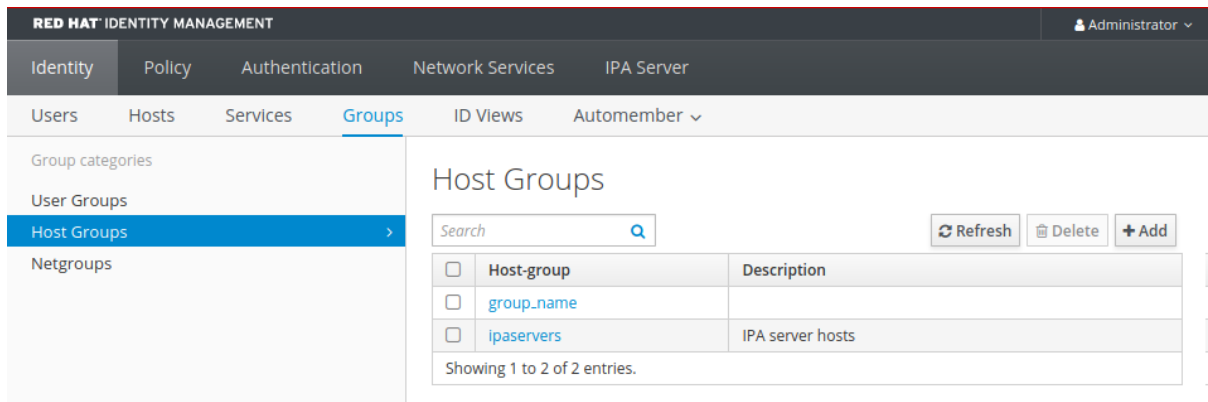 RED HAT® IDENTITY MANAGEMENT
Administrator
Identity Policy Authentication Network Services IPA Server
Users Hosts Services Groups ID Views Automember
Group categories
User Groups
Host Groups
Netgroups
Host Groups
Search
Refresh Delete + Add
Host-group Description
group_name
ipaservers IPA server hosts
Showing 1 to 2 of 2 entries.